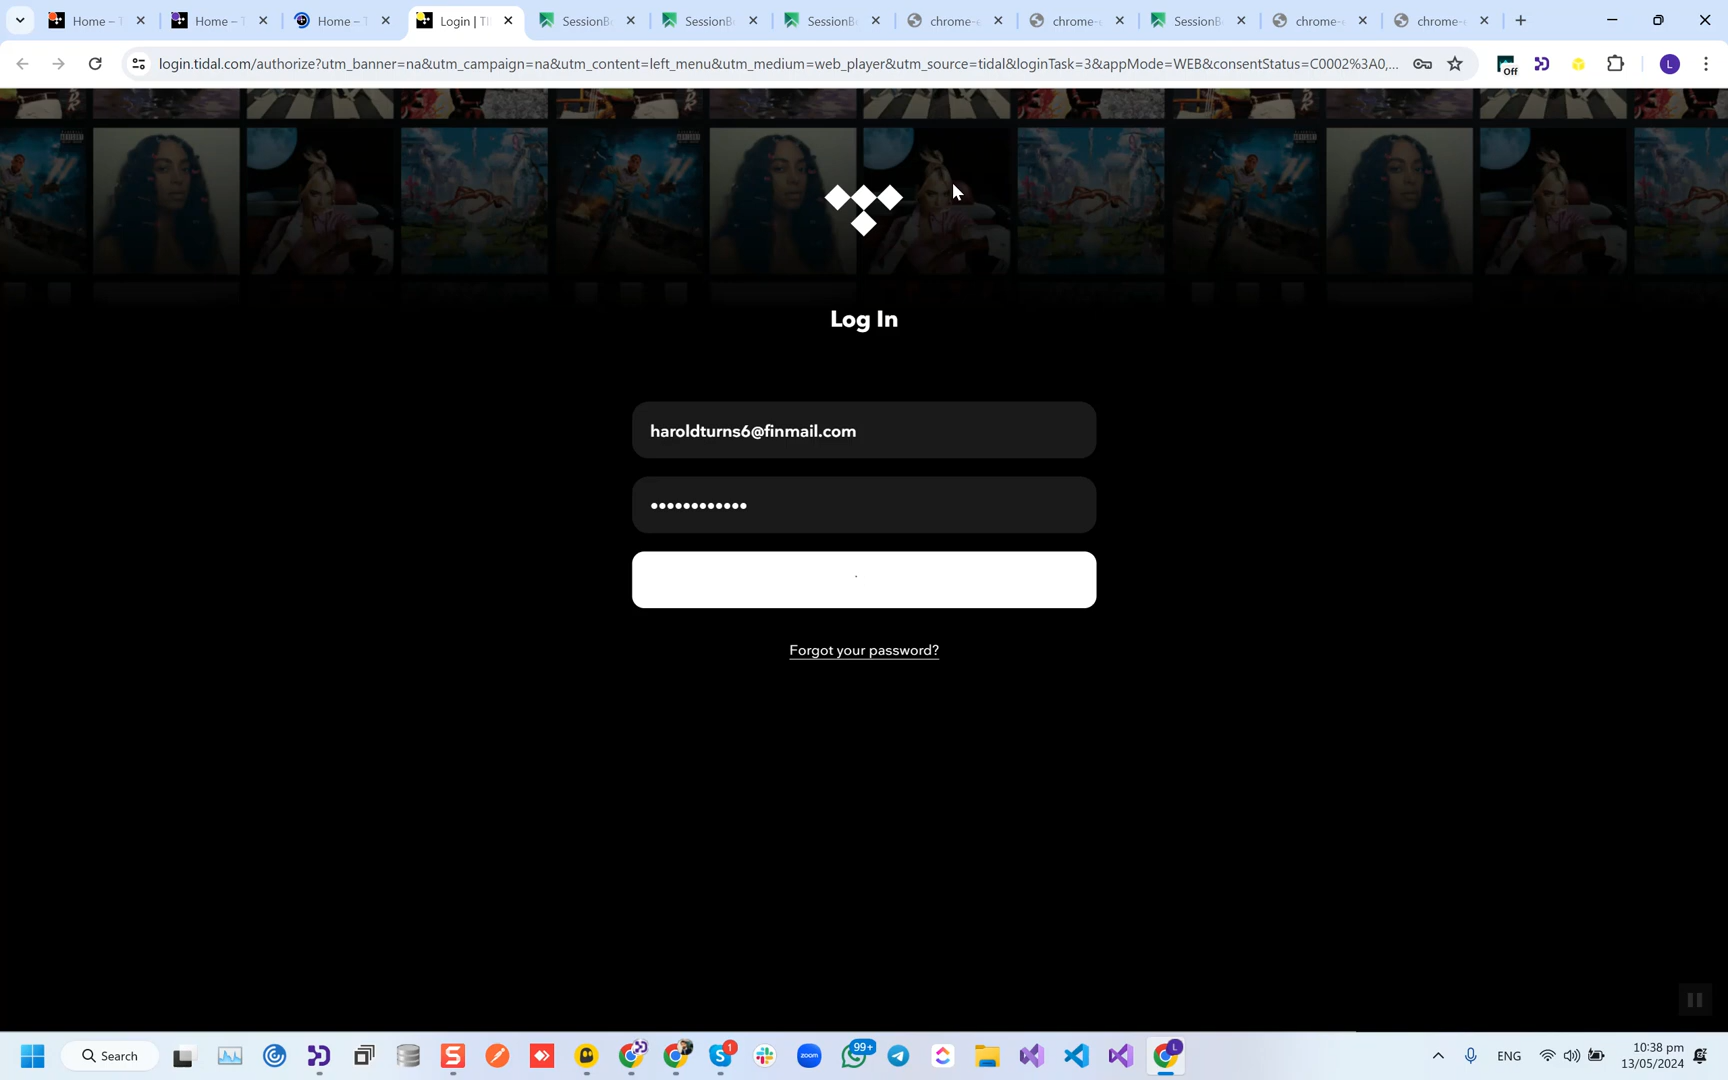 Home – T
Home – T
Home – T
Login | TI
SessionB
SessionB
SessionB
chrome-e
chrome-e
SessionB
chrome-e
chrome-e
login.tidal.com/authorize?utm_banner=na&utm_campaign=na&utm_content=left_menu&utm_medium=web_player&utm_source=tidal&loginTask=3&appMode=WEB&consentStatus=C0002%3A0,...
Off
L
Log In
haroldturns6@finmail.com
••••••••••••
Forgot your password?
Search
S
S
1
zoom
99+
L
ENG
10:38 pm
13/05/2024